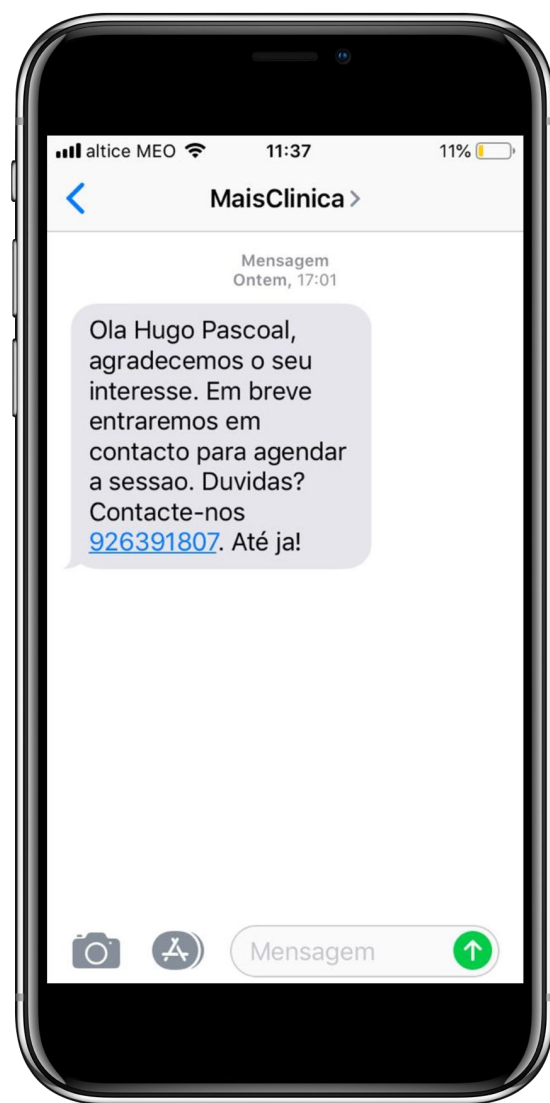 altice MEO 11:37 11%
MaisClinica
Mensagem
Ontem, 17:01
Ola Hugo Pascoal,
agradecemos o seu
interesse. Em breve
entraremos em
contacto para agendar
a sessao. Duvidas?
Contacte-nos
926391807. Até ja!
Mensagem